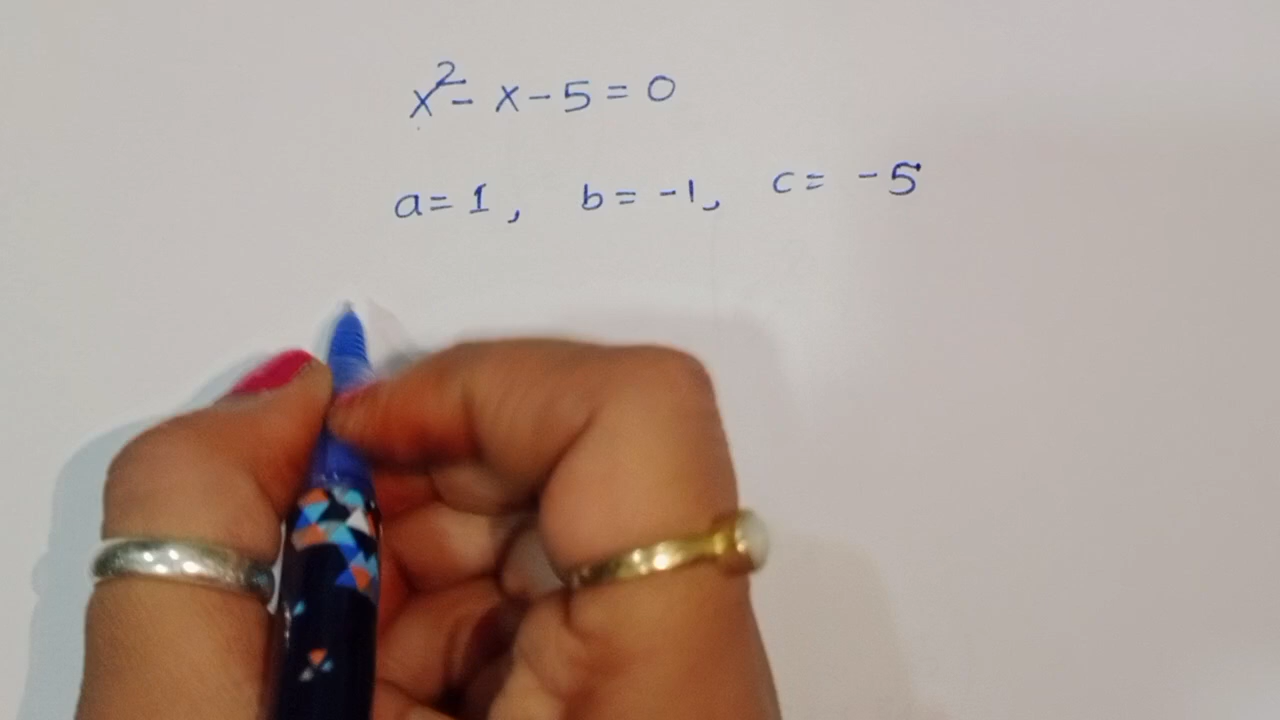 x² - x - 5 = 0
a = 1, b = -1, c = -5